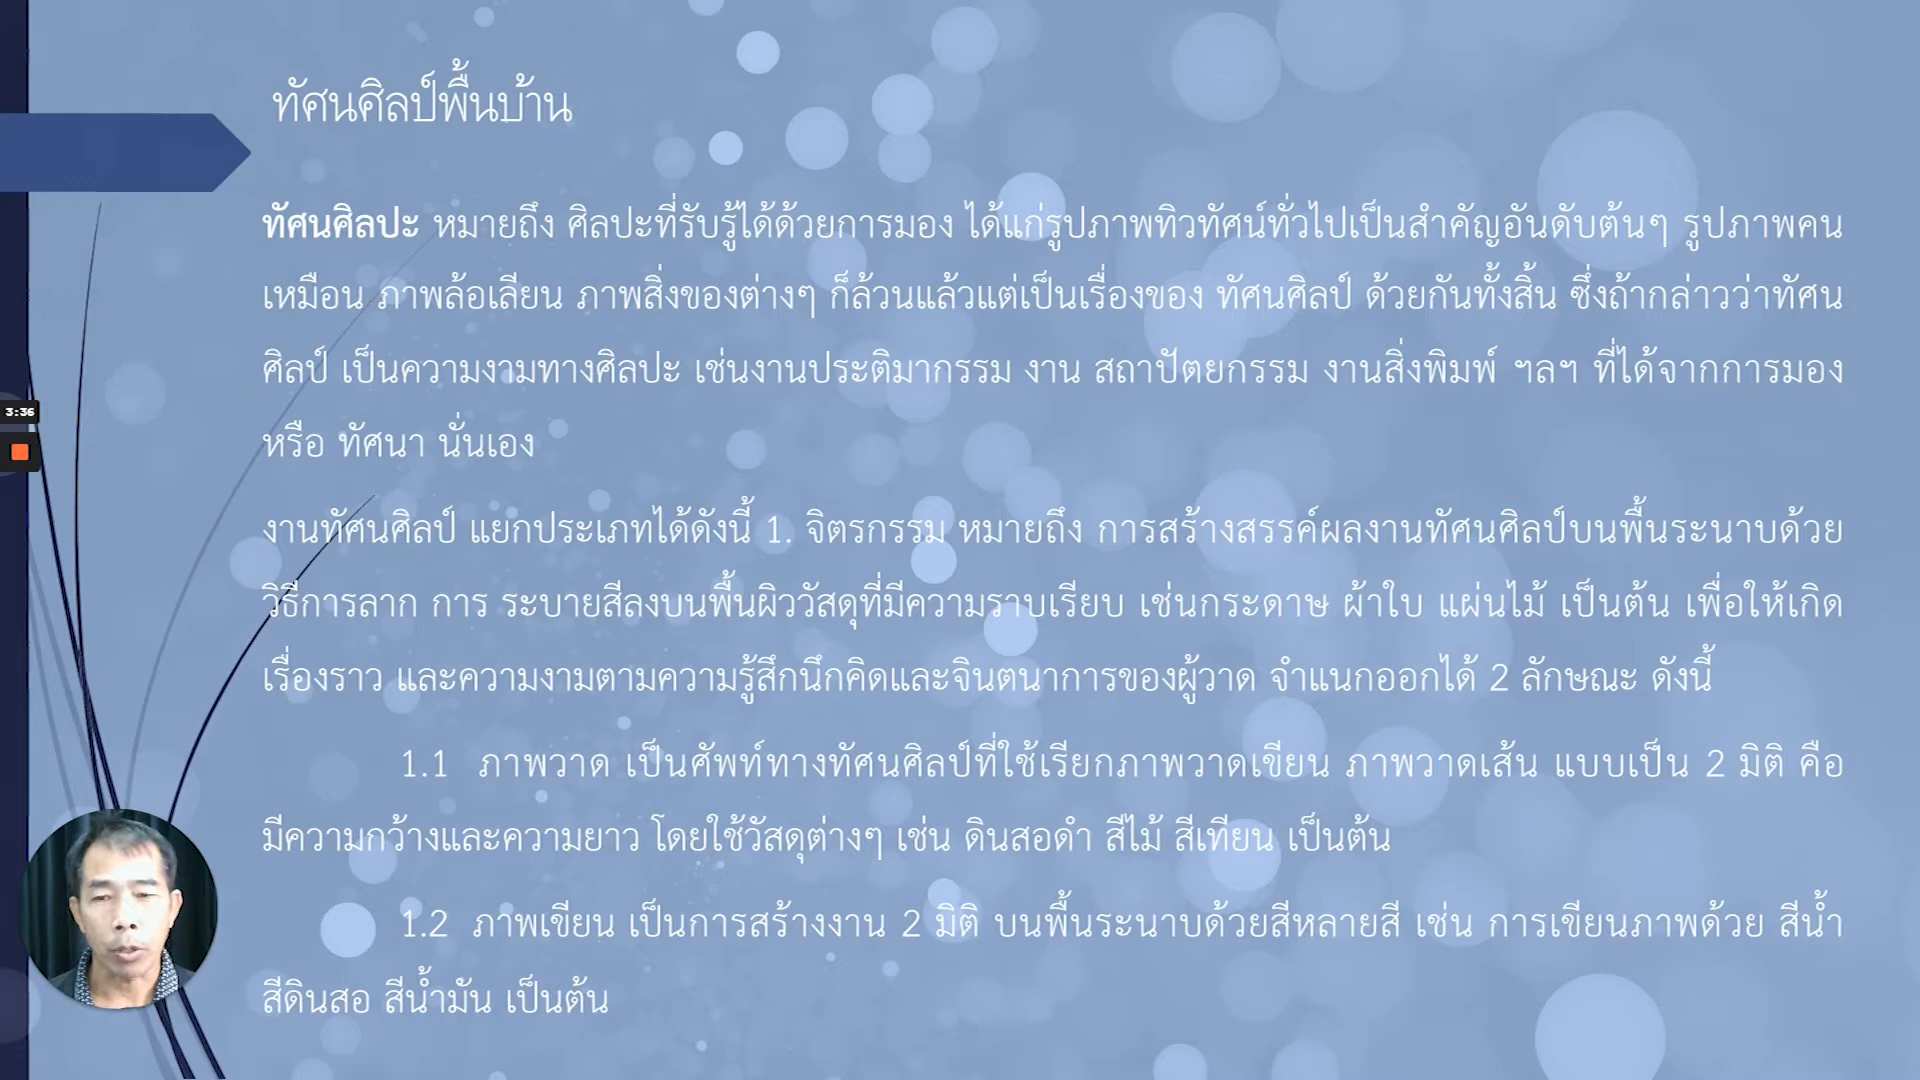 ทัศนศิลป์พื้นบ้าน
ทัศนศิลปะ หมายถึง ศิลปะที่รับรู้ได้ด้วยการมอง ได้แก่รูปภาพทิวทัศน์ทั่วไปเป็นสำคัญอันดับต้นๆ รูปภาพคน
เหมือน ภาพล้อเลียน ภาพสิ่งของต่างๆ ก็ล้วนแล้วแต่เป็นเรื่องของ ทัศนศิลป์ ด้วยกันทั้งสิ้น ซึ่งถ้ากล่าวว่าทัศน
ศิลป์ เป็นความงามทางศิลปะ เช่นงานประติมากรรม งาน สถาปัตยกรรม งานสิ่งพิมพ์ ฯลฯ ที่ได้จากการมอง
หรือ ทัศนา นั่นเอง
3:36
งานทัศนศิลป์ แยกประเภทได้ดังนี้ 1. จิตรกรรม หมายถึง การสร้างสรรค์ผลงานทัศนศิลป์บนพื้นระนาบด้วย
วิธีการลาก การ ระบายสีลงบนพื้นผิววัสดุที่มีความราบเรียบ เช่นกระดาษ ผ้าใบ แผ่นไม้ เป็นต้น เพื่อให้เกิด
เรื่องราว และความงามตามความรู้สึกนึกคิดและจินตนาการของผู้วาด จำแนกออกได้ 2 ลักษณะ ดังนี้
1.1 ภาพวาด เป็นศัพท์ทางทัศนศิลป์ที่ใช้เรียกภาพวาดเขียน ภาพวาดเส้น แบบเป็น 2 มิติ คือ
มีความกว้างและความยาว โดยใช้วัสดุต่างๆ เช่น ดินสอดำ สีไม้ สีเทียน เป็นต้น
1.2 ภาพเขียน เป็นการสร้างงาน 2 มิติ บนพื้นระนาบด้วยสีหลายสี เช่น การเขียนภาพด้วย สีน้ำ
สีดินสอ สีน้ำมัน เป็นต้น